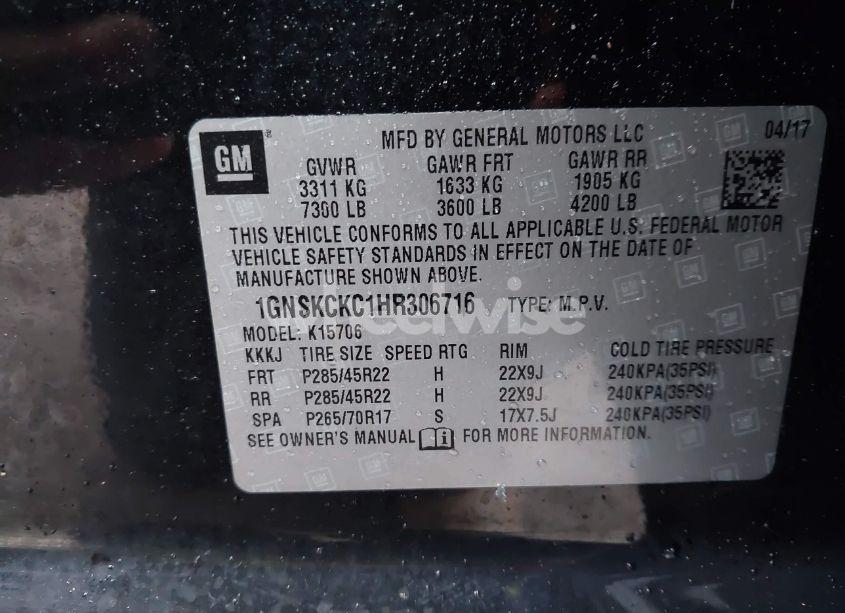 GM ®
MFD BY GENERAL MOTORS LLC 04/17
GVWR GAWR FRT GAWR RR
3311 KG 1633 KG 1905 KG
7300 LB 3600 LB 4200 LB
THIS VEHICLE CONFORMS TO ALL APPLICABLE U.S. FEDERAL MOTOR
VEHICLE SAFETY STANDARDS IN EFFECT ON THE DATE OF
MANUFACTURE SHOWN ABOVE.
1GNSKCKC1HR306716 TYPE: M.P.V.
MODEL: K15706
KKKJ TIRE SIZE SPEED RTG RIM COLD TIRE PRESSURE
FRT P285/45R22 H 22X9J 240KPA(35PSI)
RR P285/45R22 H 22X9J 240KPA(35PSI)
SPA P265/70R17 S 17X7.5J 240KPA(35PSI)
SEE OWNER'S MANUAL FOR MORE INFORMATION.